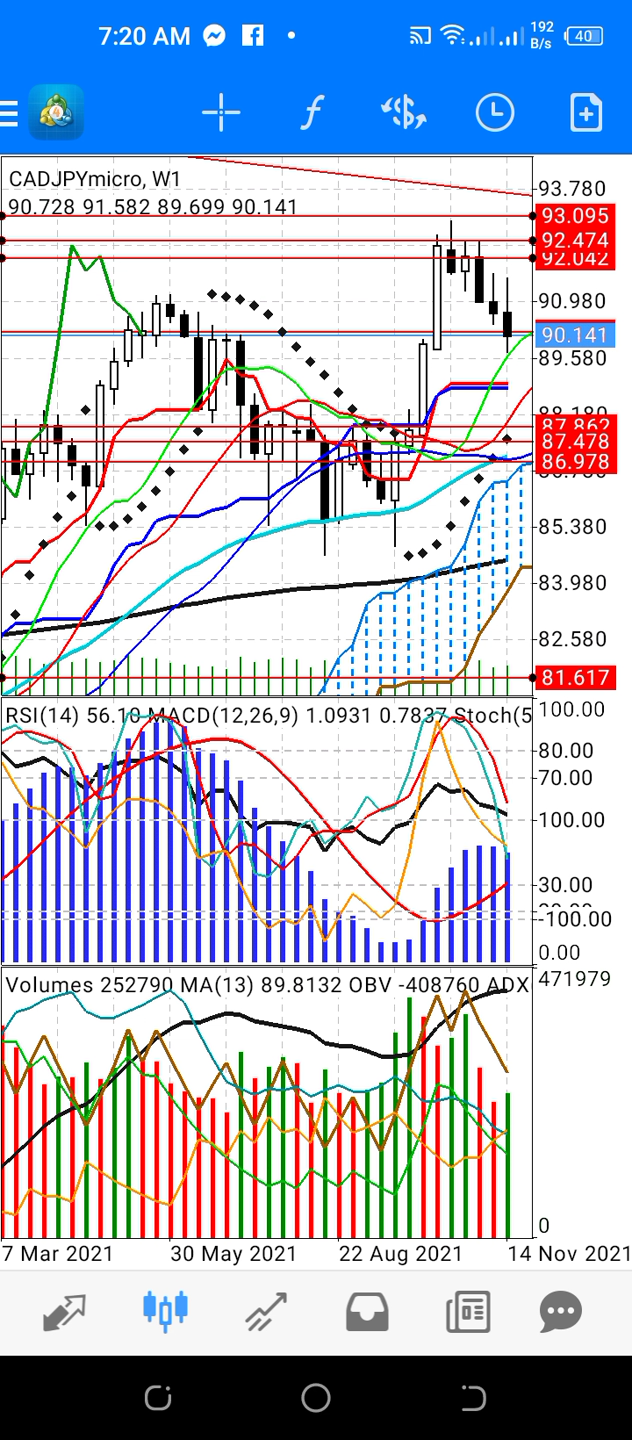 7:20 AM
192
B/s
40
CADJPYmicro, W1
90.728 91.582 89.699 90.141
93.780
93.095
92.474
92.042
90.980
90.141
89.580
87.862
87.478
86.978
85.380
83.980
82.580
81.617
RSI(14) 56.10 MACD(12,26,9) 1.0931 0.7837 Stoch(5
100.00
80.00
70.00
100.00
30.00
-100.00
0.00
Volumes 252790 MA(13) 89.8132 OBV -408760 ADX
471979
0
7 Mar 2021
30 May 2021
22 Aug 2021
14 Nov 2021